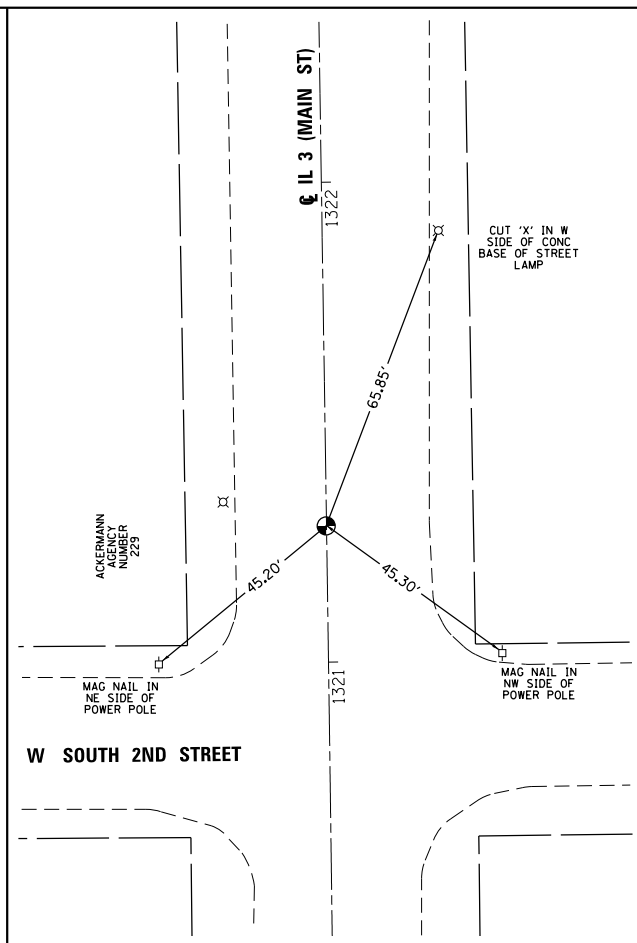 ℄ IL 3 (MAIN ST)
1322
CUT 'X' IN W
SIDE OF CONC
BASE OF STREET
LAMP
65.85'
ACKERMANN
AGENCY
NUMBER
229
45.20'
45.30'
MAG NAIL IN
NE SIDE OF
POWER POLE
1321
MAG NAIL IN
NW SIDE OF
POWER POLE
W SOUTH 2ND STREET